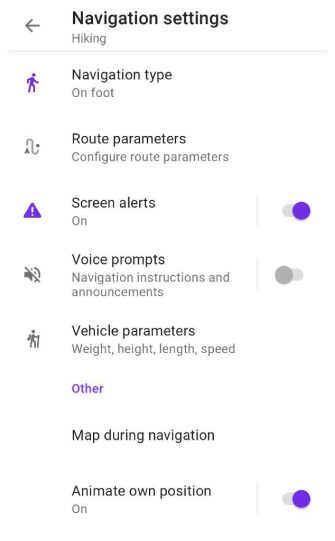 Navigation settings
Hiking
Navigation type
On foot
Route parameters
Configure route parameters
Screen alerts
On
Voice prompts
Navigation instructions and
announcements
Vehicle parameters
Weight, height, length, speed
Other
Map during navigation
Animate own position
On